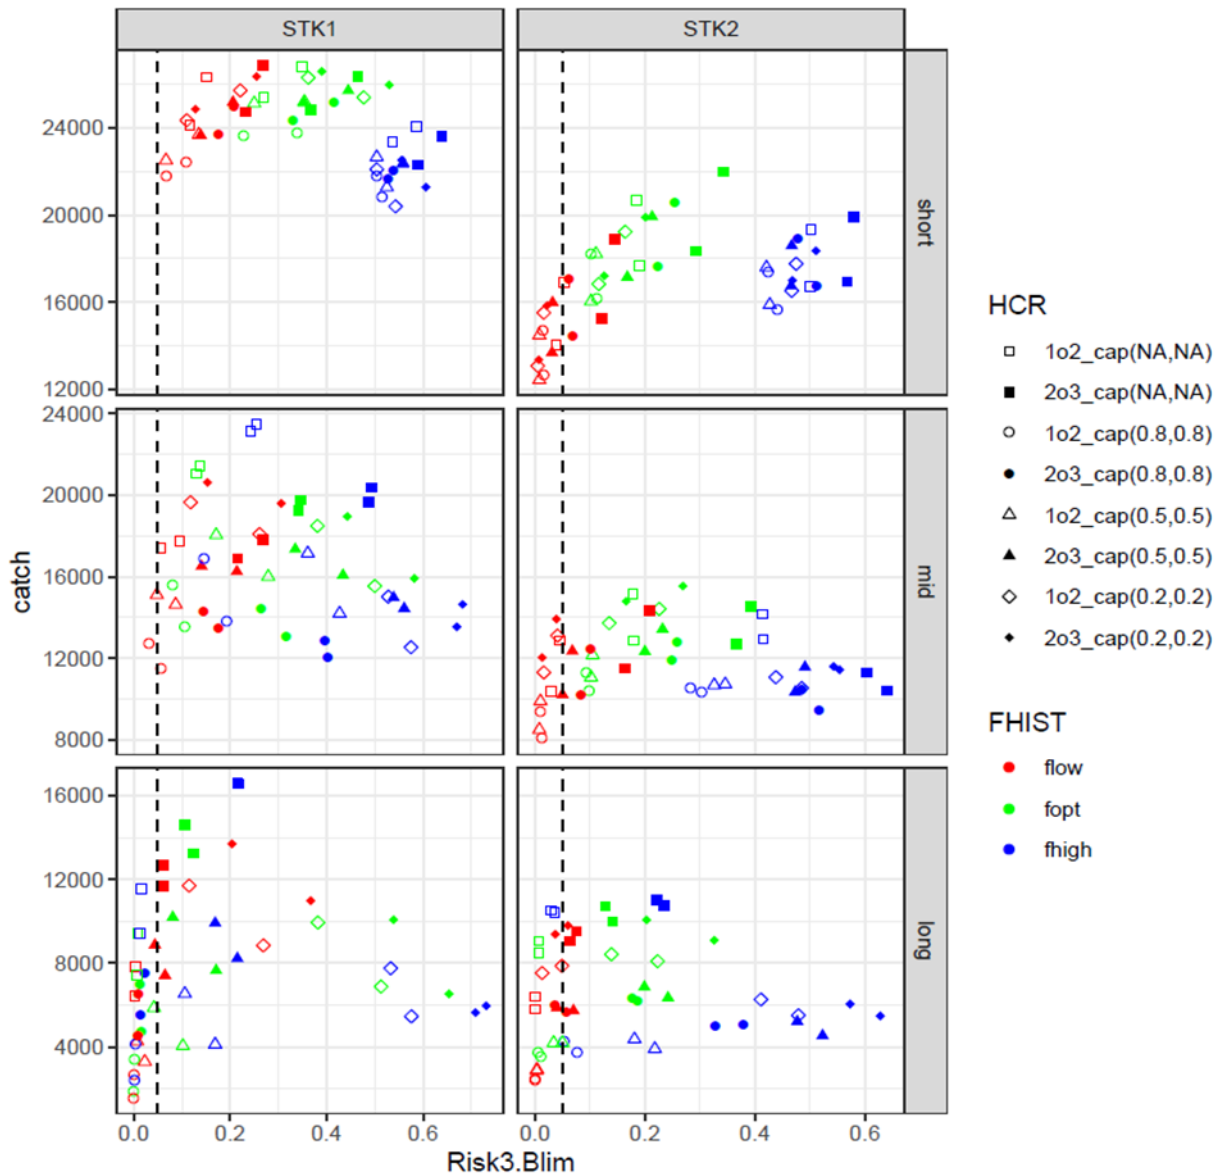 STK1
STK2
24000
20000
16000
12000
short
24000
20000
16000
12000
8000
mid
16000
12000
8000
4000
long
0.0
0.2
0.4
0.6
0.0
0.2
0.4
0.6
Risk3.Blim
catch
HCR
1o2_cap(NA,NA)
2o3_cap(NA,NA)
1o2_cap(0.8,0.8)
2o3_cap(0.8,0.8)
1o2_cap(0.5,0.5)
2o3_cap(0.5,0.5)
1o2_cap(0.2,0.2)
2o3_cap(0.2,0.2)
FHIST
flow
fopt
fhigh